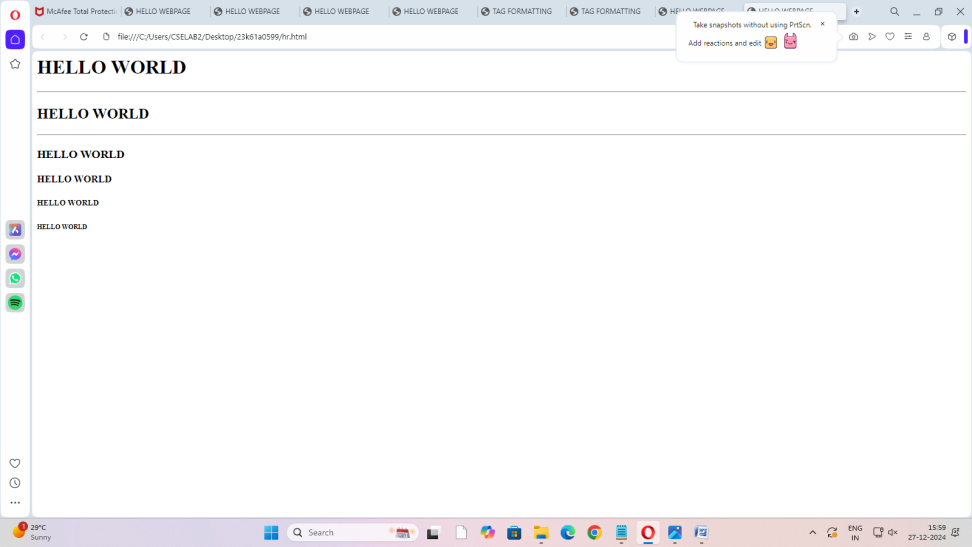 McAfee Total Protecti
HELLO WEBPAGE
HELLO WEBPAGE
HELLO WEBPAGE
HELLO WEBPAGE
TAG FORMATTING
TAG FORMATTING
Take snapshots without using PrtScn.
Add reactions and edit
file:///C:/Users/CSELAB2/Desktop/23k61a0599/hr.html
HELLO WORLD
HELLO WORLD
HELLO WORLD
HELLO WORLD
HELLO WORLD
HELLO WORLD
1
29°C
Sunny
Search
ENG
IN
15:59
27-12-2024